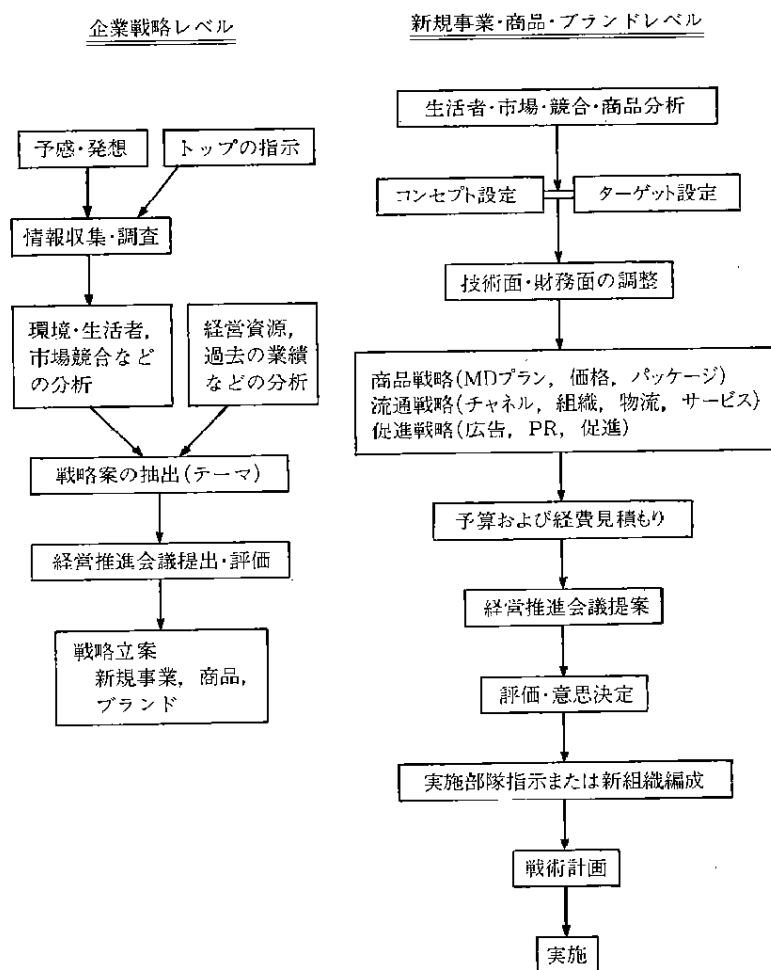 企業戦略レベル
予感・発想
トップの指示
情報収集・調査
環境・生活者,
市場競合など
の分析
経営資源,
過去の業績
などの分析
戦略案の抽出(テーマ)
経営推進会議提出・評価
戦略立案
新規事業, 商品,
ブランド
新規事業・商品・ブランドレベル
生活者・市場・競合・商品分析
コンセプト設定
ターゲット設定
技術面・財務面の調整
商品戦略(MDプラン, 価格, パッケージ)
流通戦略(チャネル, 組織, 物流, サービス)
促進戦略(広告, PR, 促進)
予算および経費見積もり
経営推進会議提案
評価・意思決定
実施部隊指示または新組織編成
戦術計画
実施